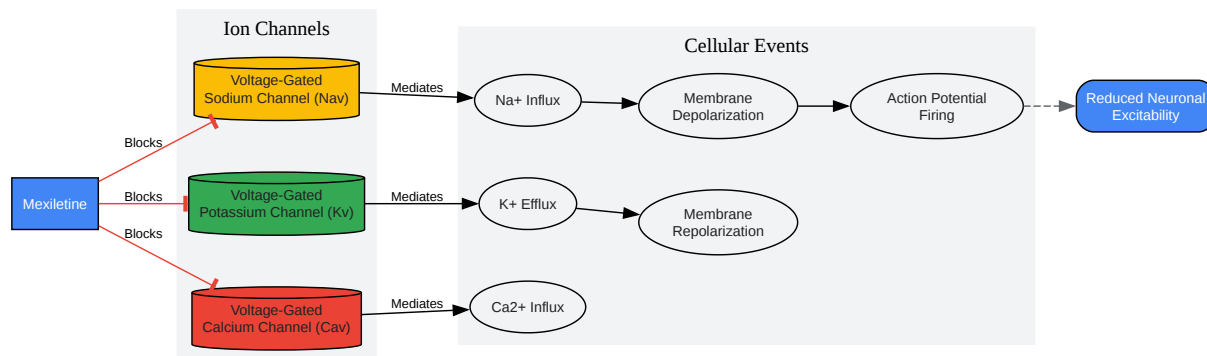 Ion Channels
Cellular Events
Voltage-Gated
Sodium Channel (Nav)
Mediates
Na+ Influx
Membrane
Depolarization
Action Potential
Firing
Reduced Neuronal
Excitability
Blocks
Mexiletine
Blocks
Voltage-Gated
Potassium Channel (Kv)
Mediates
K+ Efflux
Membrane
Repolarization
Blocks
Voltage-Gated
Calcium Channel (Cav)
Mediates
Ca2+ Influx